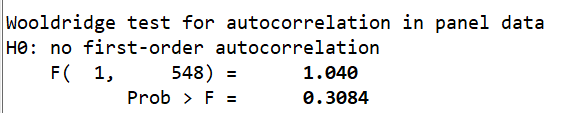 Wooldridge test for autocorrelation in panel data
H0: no first-order autocorrelation
F( 1, 548) = 1.040
Prob > F = 0.3084